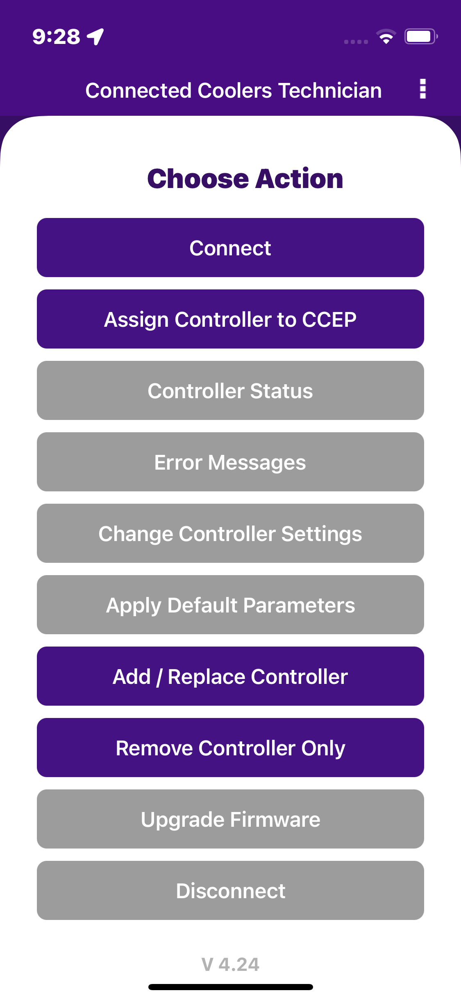 9:28
Connected Coolers Technician
Choose Action
Connect
Assign Controller to CCEP
Controller Status
Error Messages
Change Controller Settings
Apply Default Parameters
Add / Replace Controller
Remove Controller Only
Upgrade Firmware
Disconnect
V 4.24